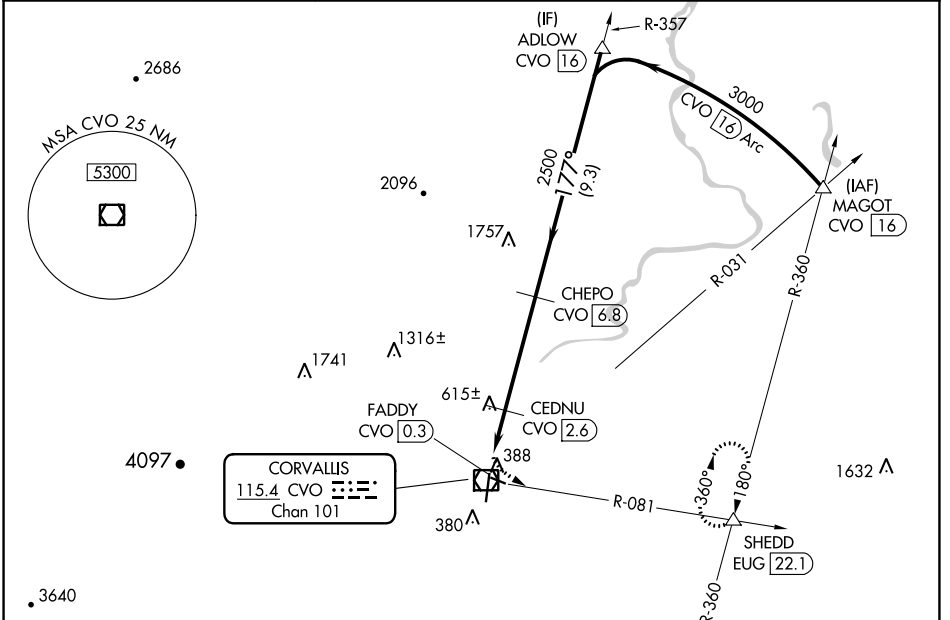 (IF)
ADLOW
CVO 16
R-357
2686
MSA CVO 25 NM
5300
3000
CVO 16 Arc
2500
177°
(9.3)
2096
(IAF)
MAGOT
CVO 16
1757
R-031
R-360
CHEPO
CVO 6.8
1316±
1741
615±
CEDNU
CVO 2.6
FADDY
CVO 0.3
388
4097
CORVALLIS
115.4 CVO
Chan 101
360°
180°
1632
R-081
380
SHEDD
EUG 22.1
3640
R-360